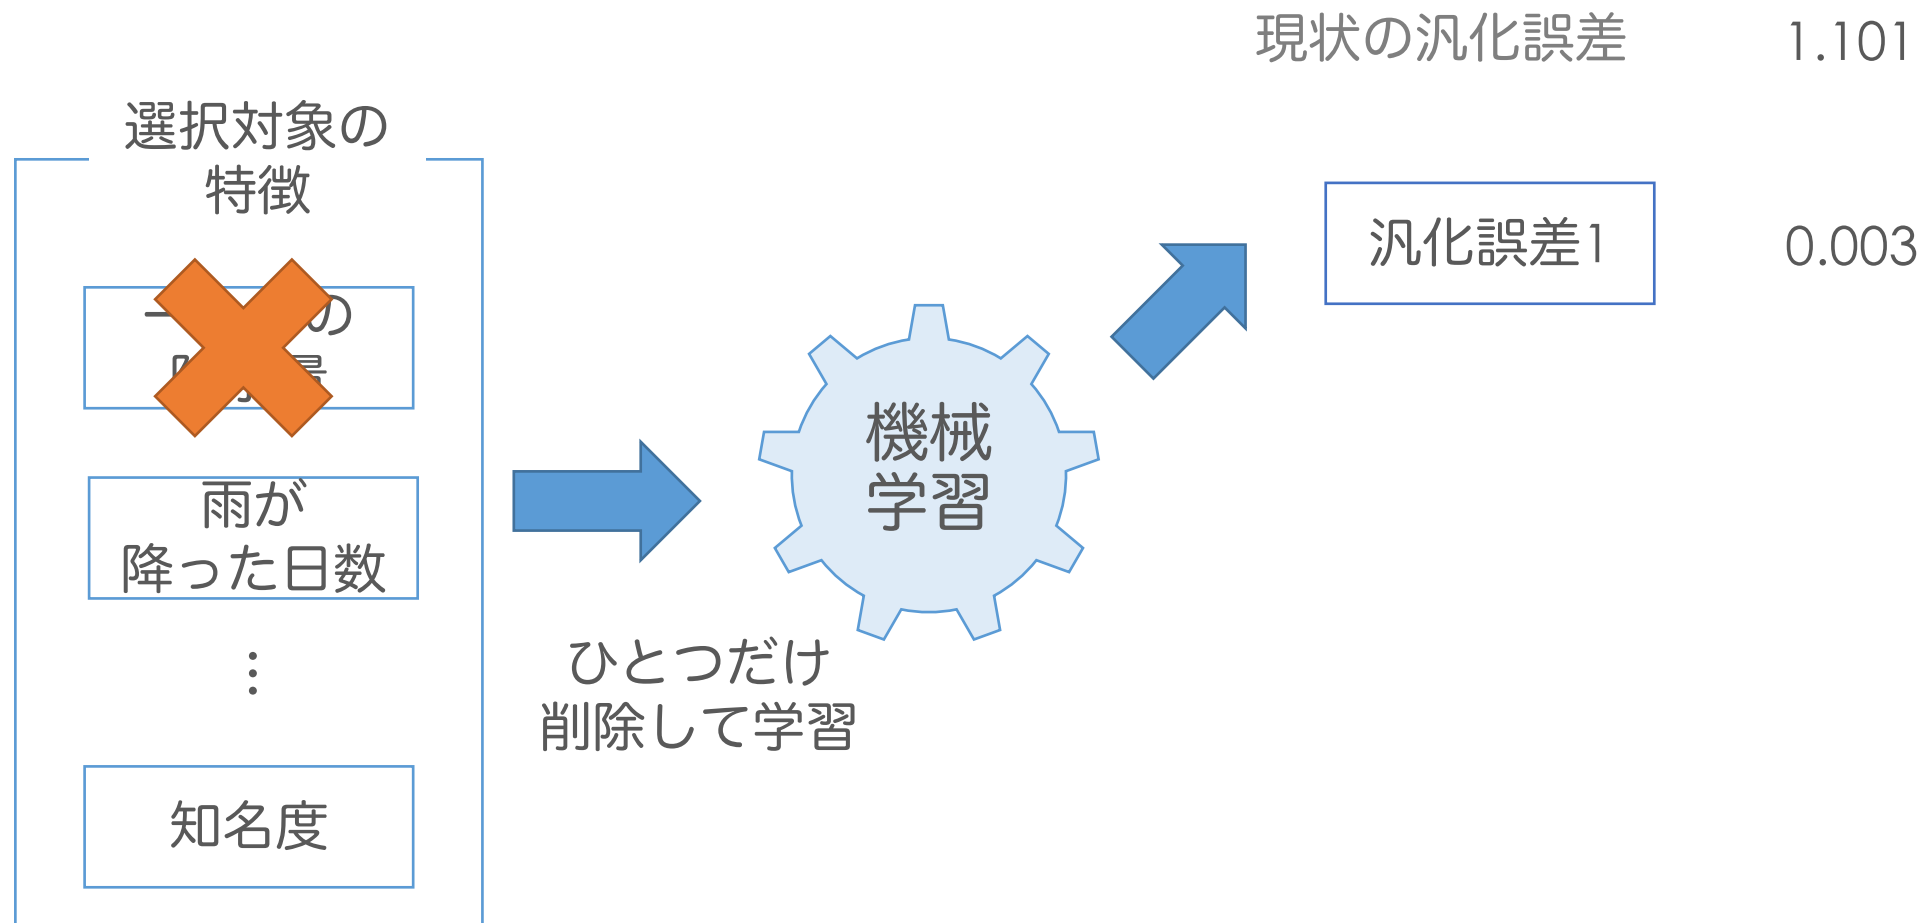 現状の汎化誤差 1.101
選択対象の
特徴
汎化誤差1 0.003
の
雨が
降った日数
⋮
知名度
機械
学習
ひとつだけ
削除して学習